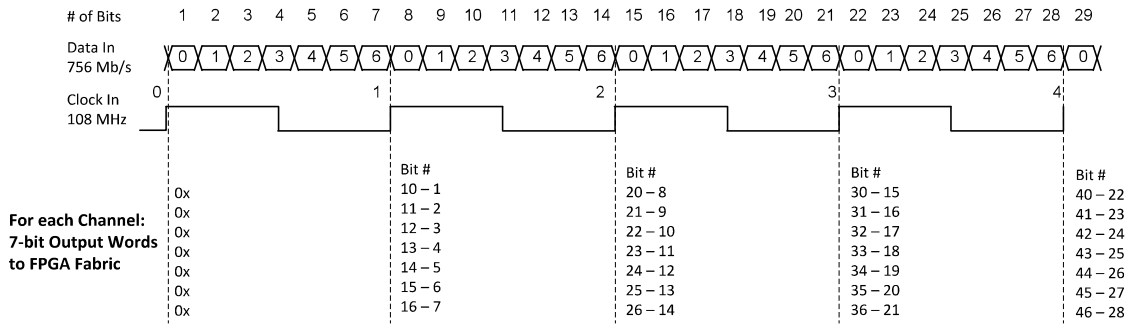 # of Bits 1 2 3 4 5 6 7 8 9 10 11 12 13 14 15 16 17 18 19 20 21 22 23 24 25 26 27 28 29
Data In
756 Mb/s
0 1 2 3 4 5 6 0 1 2 3 4 5 6 0 1 2 3 4 5 6 0 1 2 3 4 5 6 0
0 1 2 3 4
Clock In
108 MHz
For each Channel:
7-bit Output Words
to FPGA Fabric
0x
0x
0x
0x
0x
0x
0x
Bit #
10 – 1
11 – 2
12 – 3
13 – 4
14 – 5
15 – 6
16 – 7
Bit #
20 – 8
21 – 9
22 – 10
23 – 11
24 – 12
25 – 13
26 – 14
Bit #
30 – 15
31 – 16
32 – 17
33 – 18
34 – 19
35 – 20
36 – 21
Bit #
40 – 22
41 – 23
42 – 24
43 – 25
44 – 26
45 – 27
46 – 28